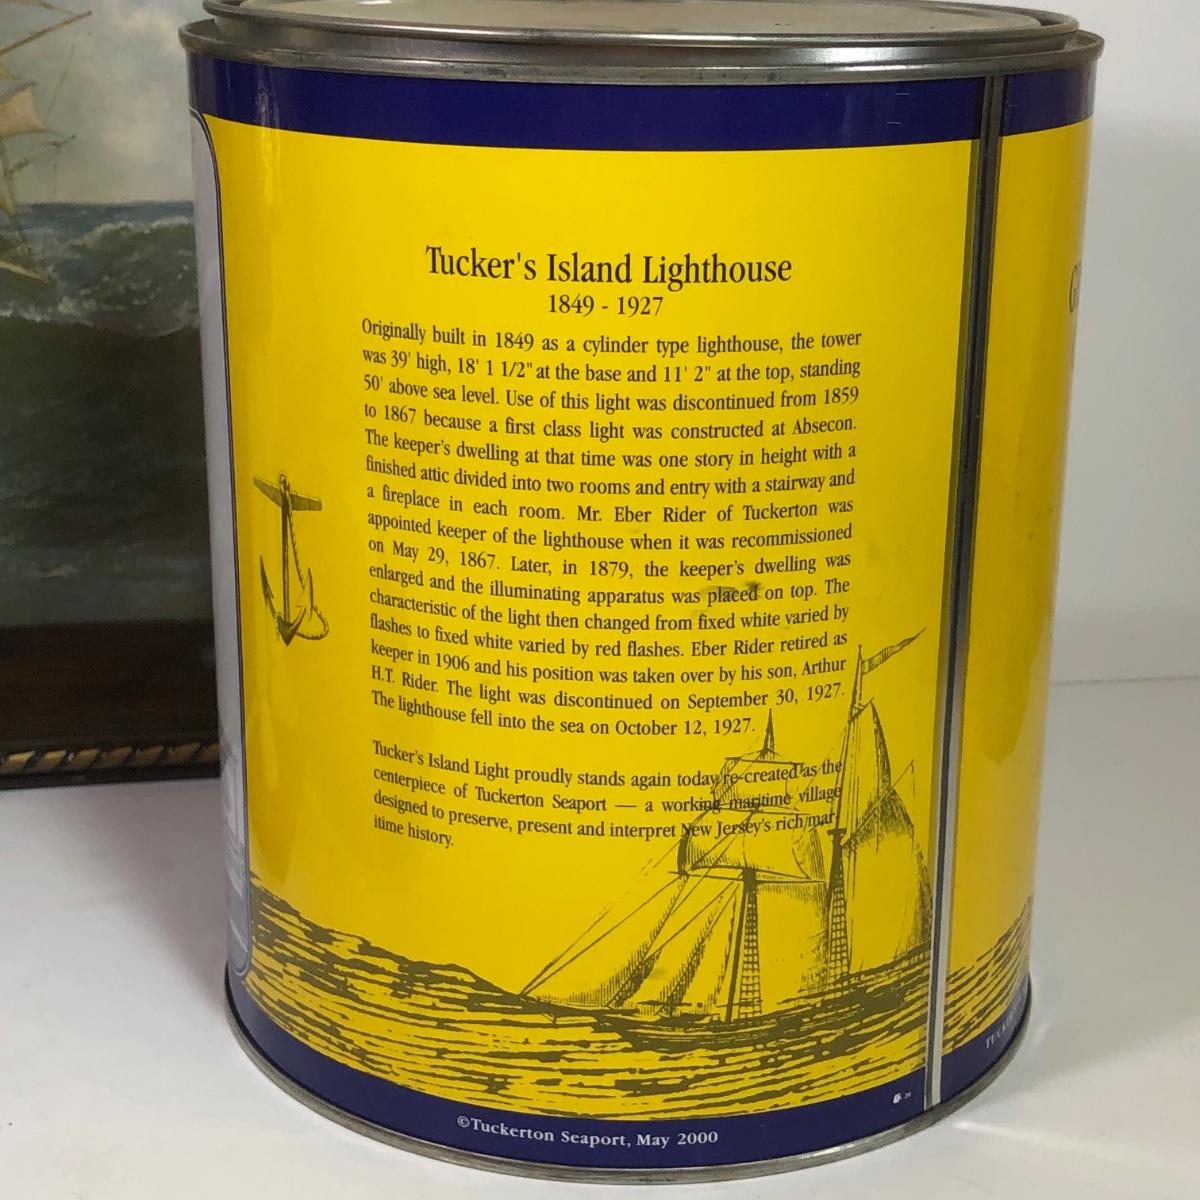 Tucker's Island Lighthouse
1849 - 1927
Originally built in 1849 as a cylinder type lighthouse, the tower
was 39' high, 18' 1 1/2" at the base and 11' 2" at the top, standing
50' above sea level. Use of this light was discontinued from 1859
to 1867 because a first class light was constructed at Absecon.
The keeper's dwelling at that time was one story in height with a
finished attic divided into two rooms and entry with a stairway and
a fireplace in each room. Mr. Eber Rider of Tuckerton was
appointed keeper of the lighthouse when it was recommissioned
on May 29, 1867. Later, in 1879, the keeper's dwelling was
enlarged and the illuminating apparatus was placed on top. The
characteristic of the light then changed from fixed white varied by
flashes to fixed white varied by red flashes. Eber Rider retired as
keeper in 1906 and his position was taken over by his son, Arthur
H.T. Rider. The light was discontinued on September 30, 1927.
The lighthouse fell into the sea on October 12, 1927.
Tucker's Island Light proudly stands again today re-created as the
centerpiece of Tuckerton Seaport — a working maritime village
designed to preserve, present and interpret New Jersey's rich mar-
itime history.
©Tuckerton Seaport, May 2000